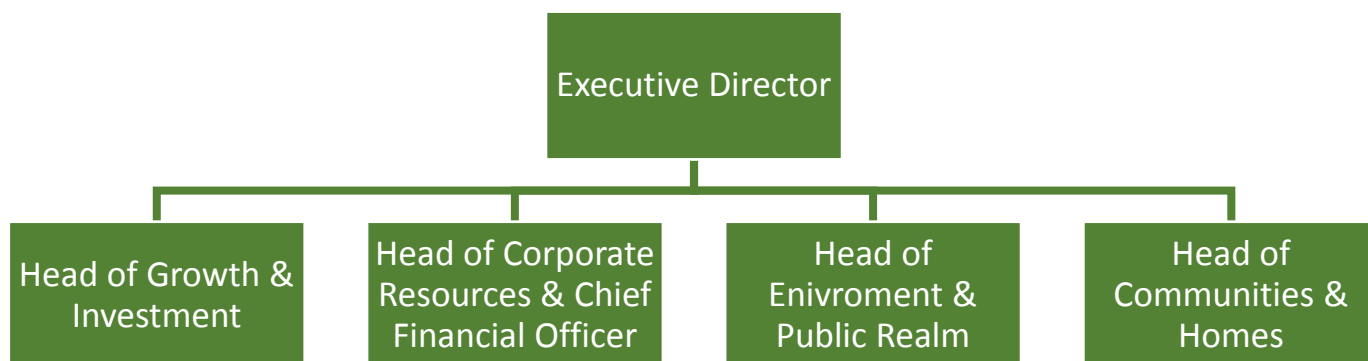 Executive Director
Head of Growth &
Investment
Head of Corporate
Resources & Chief
Financial Officer
Head of
Enivroment &
Public Realm
Head of
Communities &
Homes